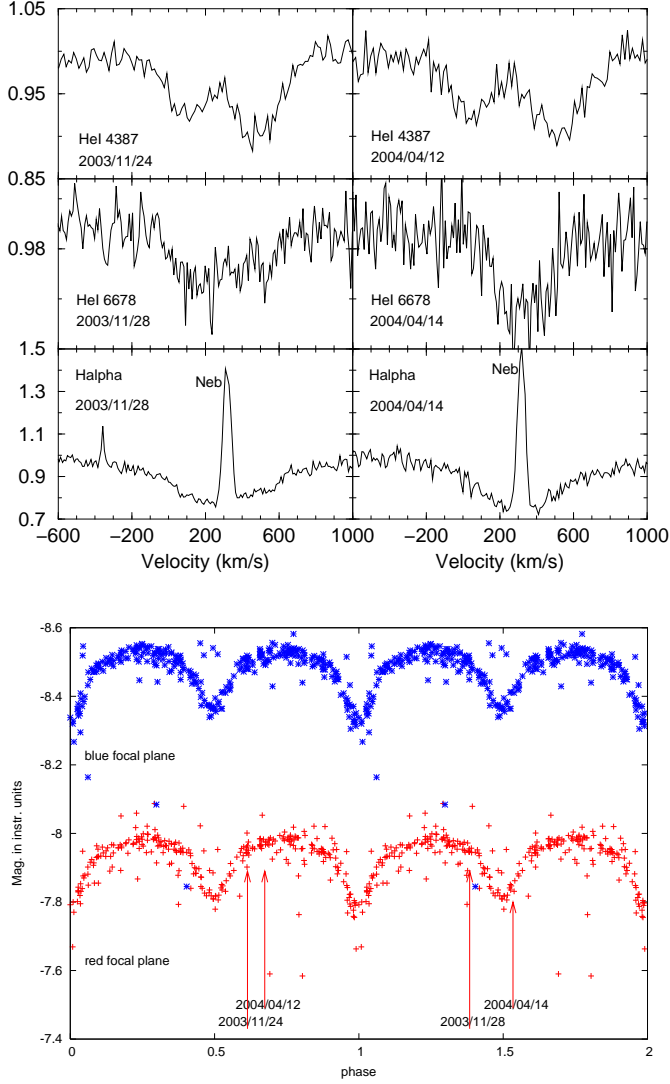 1.05
0.95
0.85
HeI 4387
2003/11/24
HeI 4387
2004/04/12
0.98
HeI 6678
2003/11/28
HeI 6678
2004/04/14
1.5
1.3
1.1
0.9
0.7
Halpha
2003/11/28
Neb
Halpha
2004/04/14
Neb
−600 −200 200 600 1000
−200 200 600 1000
Velocity (km/s)
Velocity (km/s)
-8.6
-8.4
-8.2
-8
-7.8
-7.6
-7.4
Mag. in instr. units
blue focal plane
red focal plane
2004/04/12
2003/11/24
2004/04/14
2003/11/28
0 0.5 1 1.5 2
phase